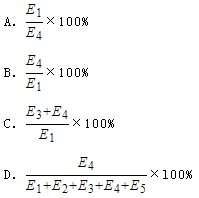 A. E₁/E₄ × 100%
B. E₄/E₁ × 100%
C. E₃+E₄/E₁ × 100%
D. E₄/E₁+E₂+E₃+E₄+E₅ × 100%